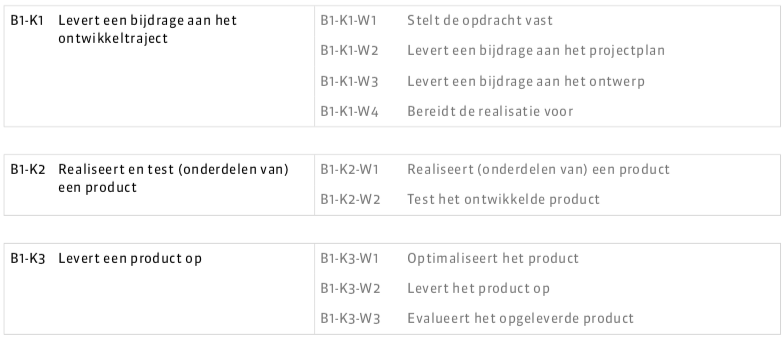 B1-K1 Levert een bijdrage aan het
ontwikkeltraject
B1-K1-W1 Stelt de opdracht vast
B1-K1-W2 Levert een bijdrage aan het projectplan
B1-K1-W3 Levert een bijdrage aan het ontwerp
B1-K1-W4 Bereidt de realisatie voor
B1-K2 Realiseert en test (onderdelen van)
een product
B1-K2-W1 Realiseert (onderdelen van) een product
B1-K2-W2 Test het ontwikkelde product
B1-K3 Levert een product op
B1-K3-W1 Optimaliseert het product
B1-K3-W2 Levert het product op
B1-K3-W3 Evalueert het opgeleverde product